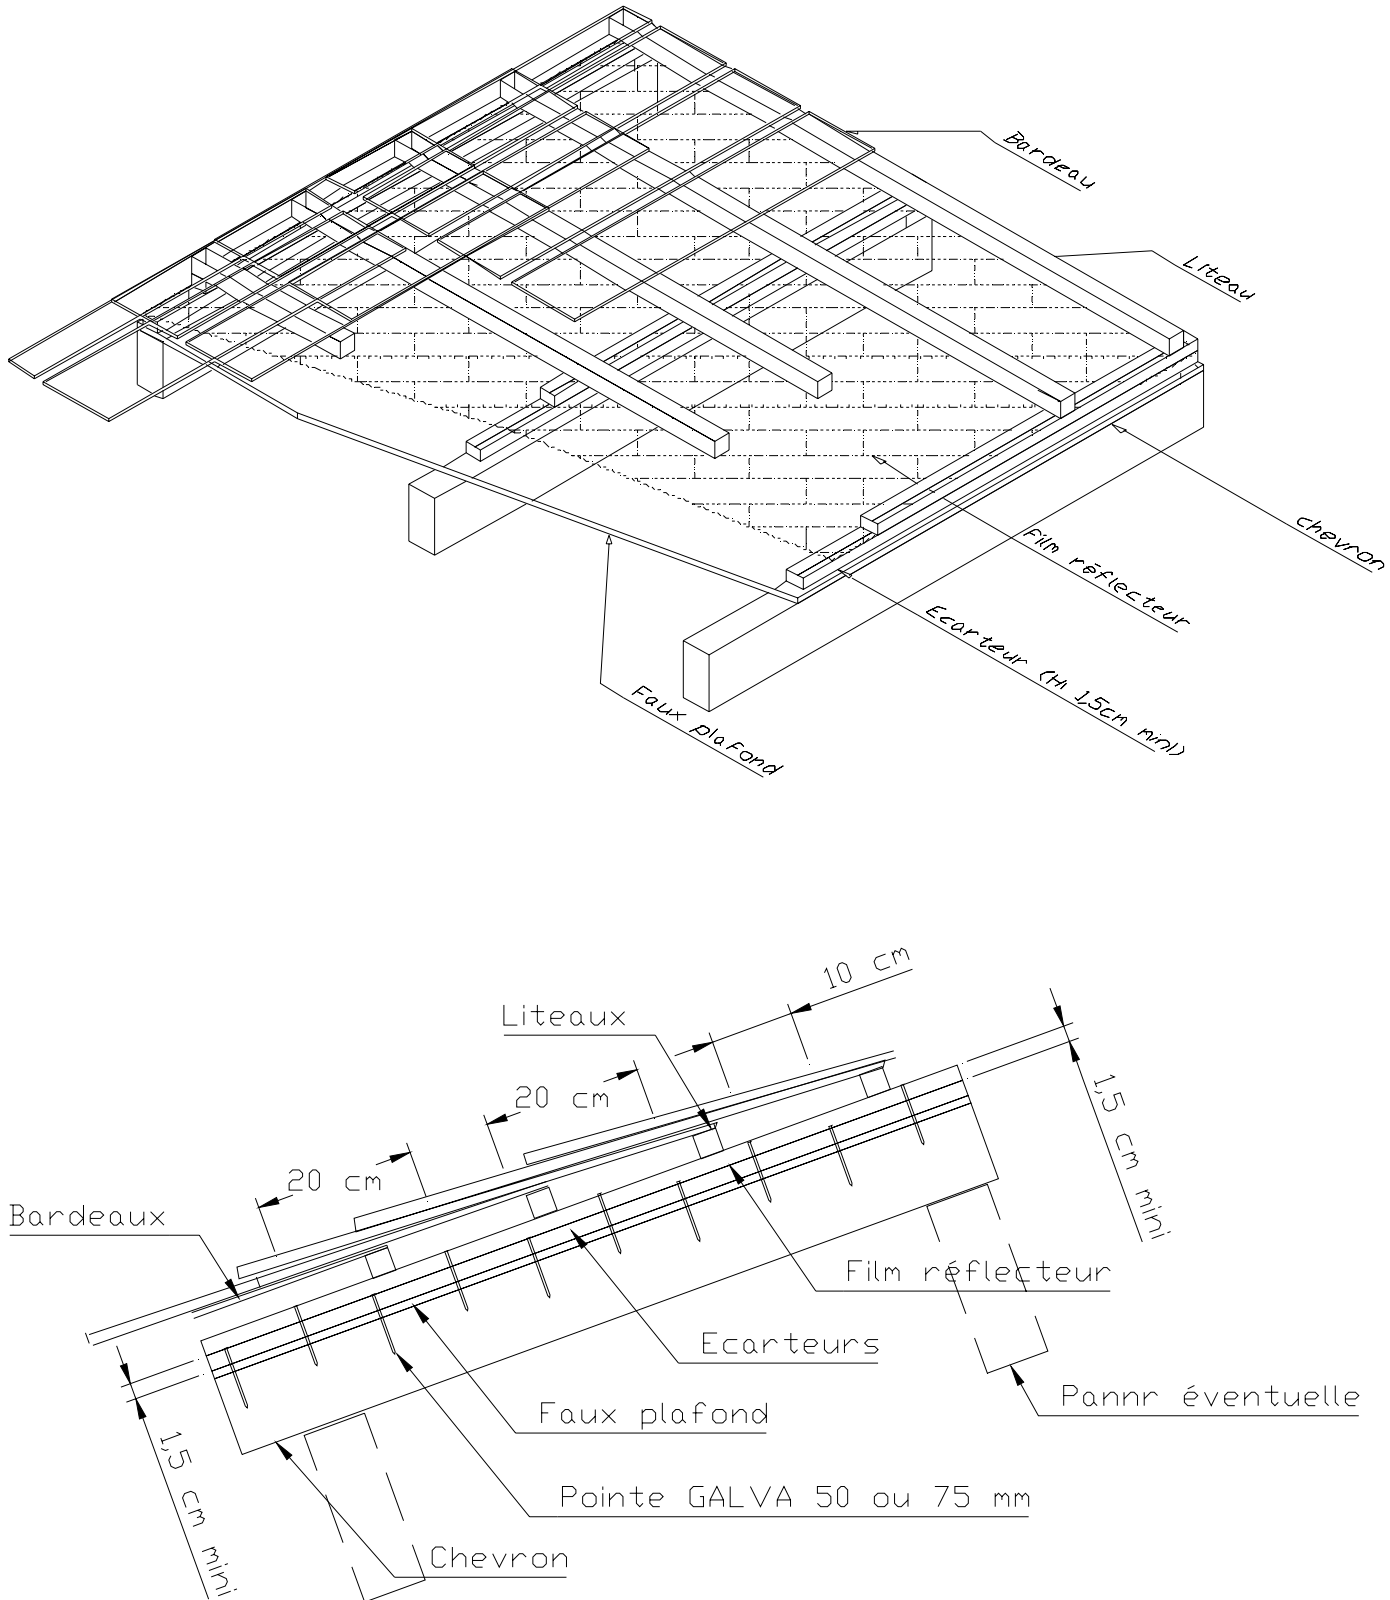 Bardeau
Liteau
chevron
Film réflecteur
Ecarteur (Hi 1,5cm mini)
Faux plafond
10 cm
Liteaux
20 cm
20 cm
1,5 cm mini
Bardeaux
Film réflecteur
Ecarteurs
Pannr éventuelle
Faux plafond
1,5 cm mini
Pointe GALVA 50 ou 75 mm
Chevron